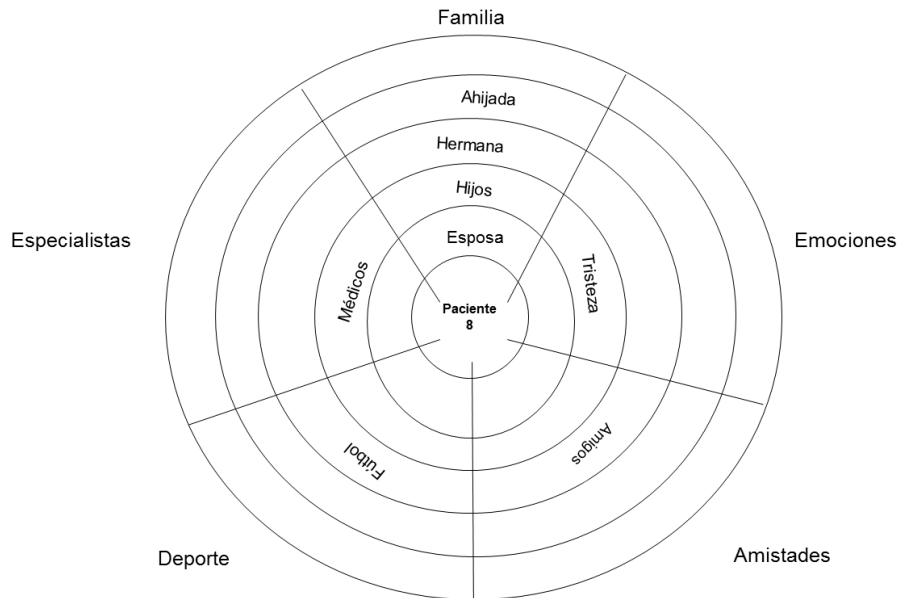 Familia
Ahijada
Hermana
Hijos
Esposa
Especialistas
Emociones
Médicos
Tristeza
Paciente
8
Fútbol
Amigos
Deporte
Amistades